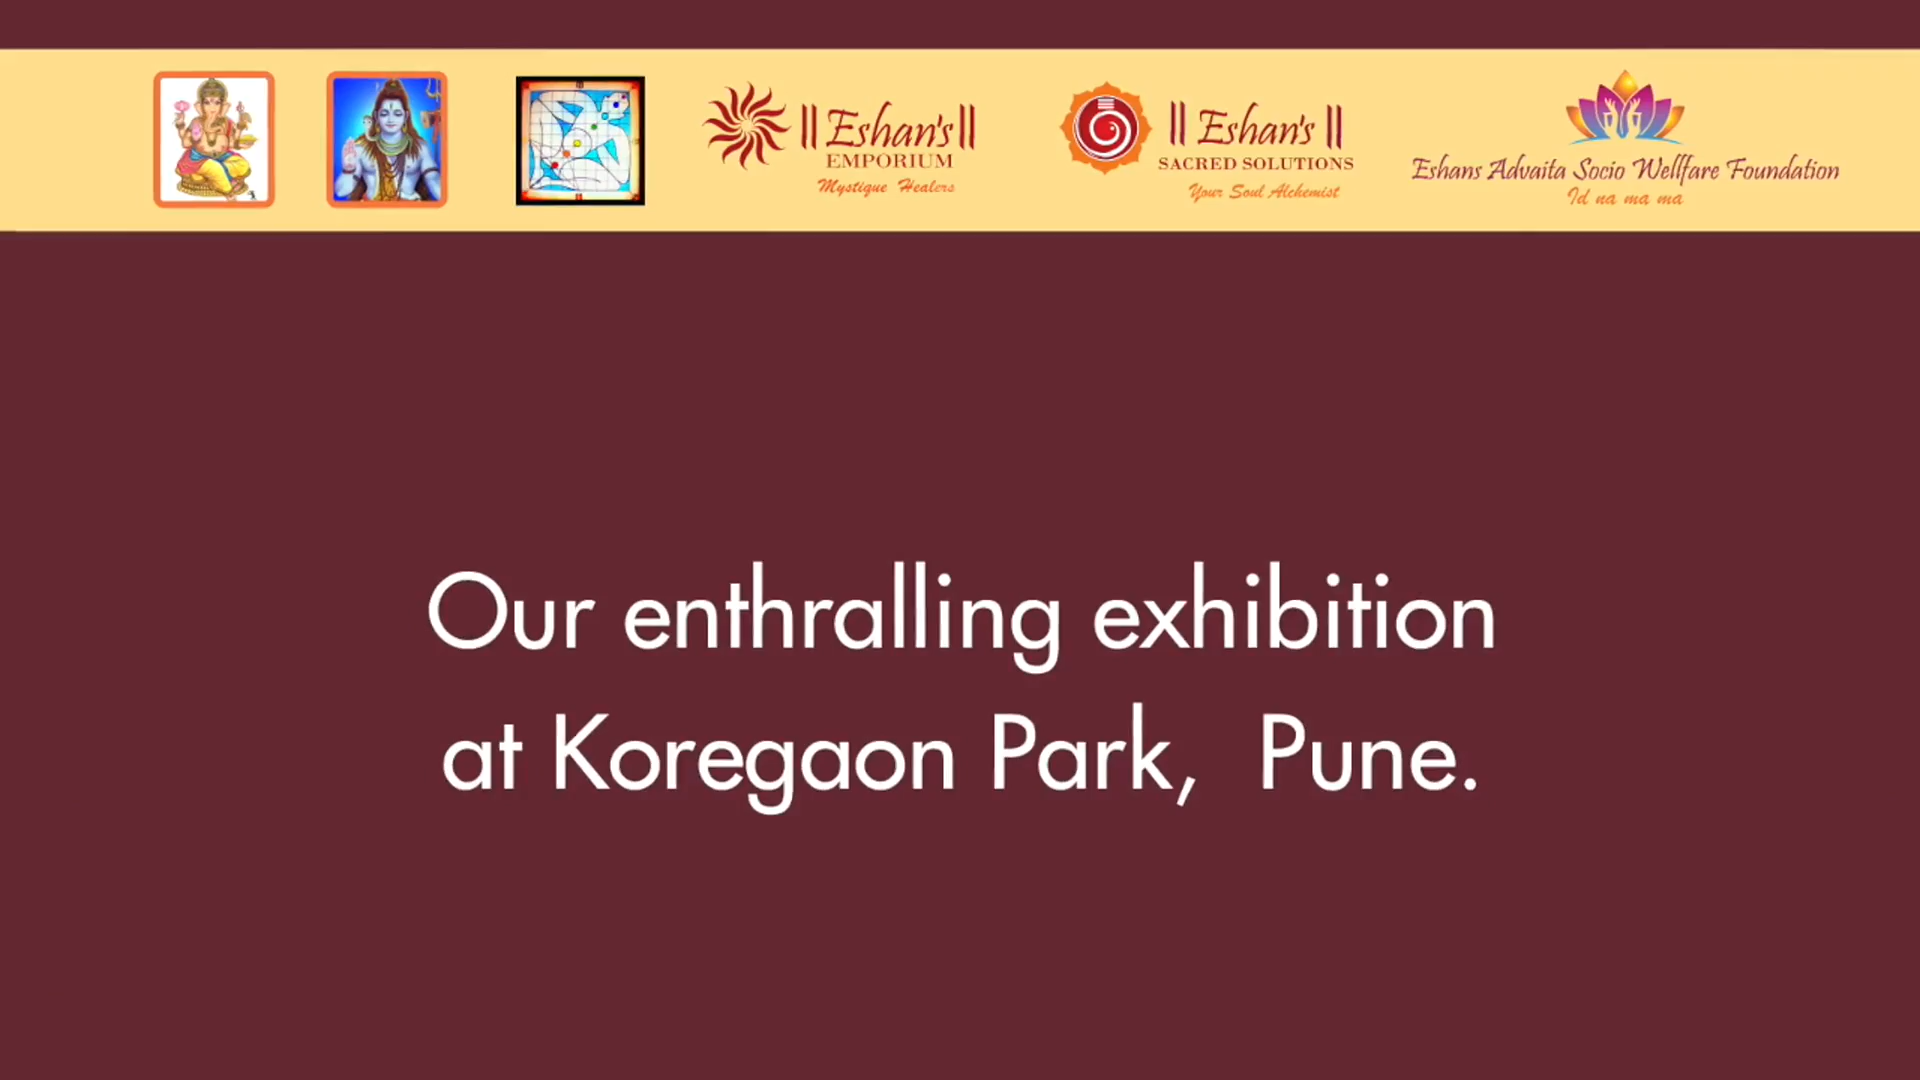 || Eshan's ||
EMPORIUM
Mystique Healers
|| Eshan's ||
SACRED SOLUTIONS
Your Soul Alchemist
Eshans Advaita Socio Wellfare Foundation
Id na ma ma
Our enthralling exhibition
at Koregaon Park, Pune.